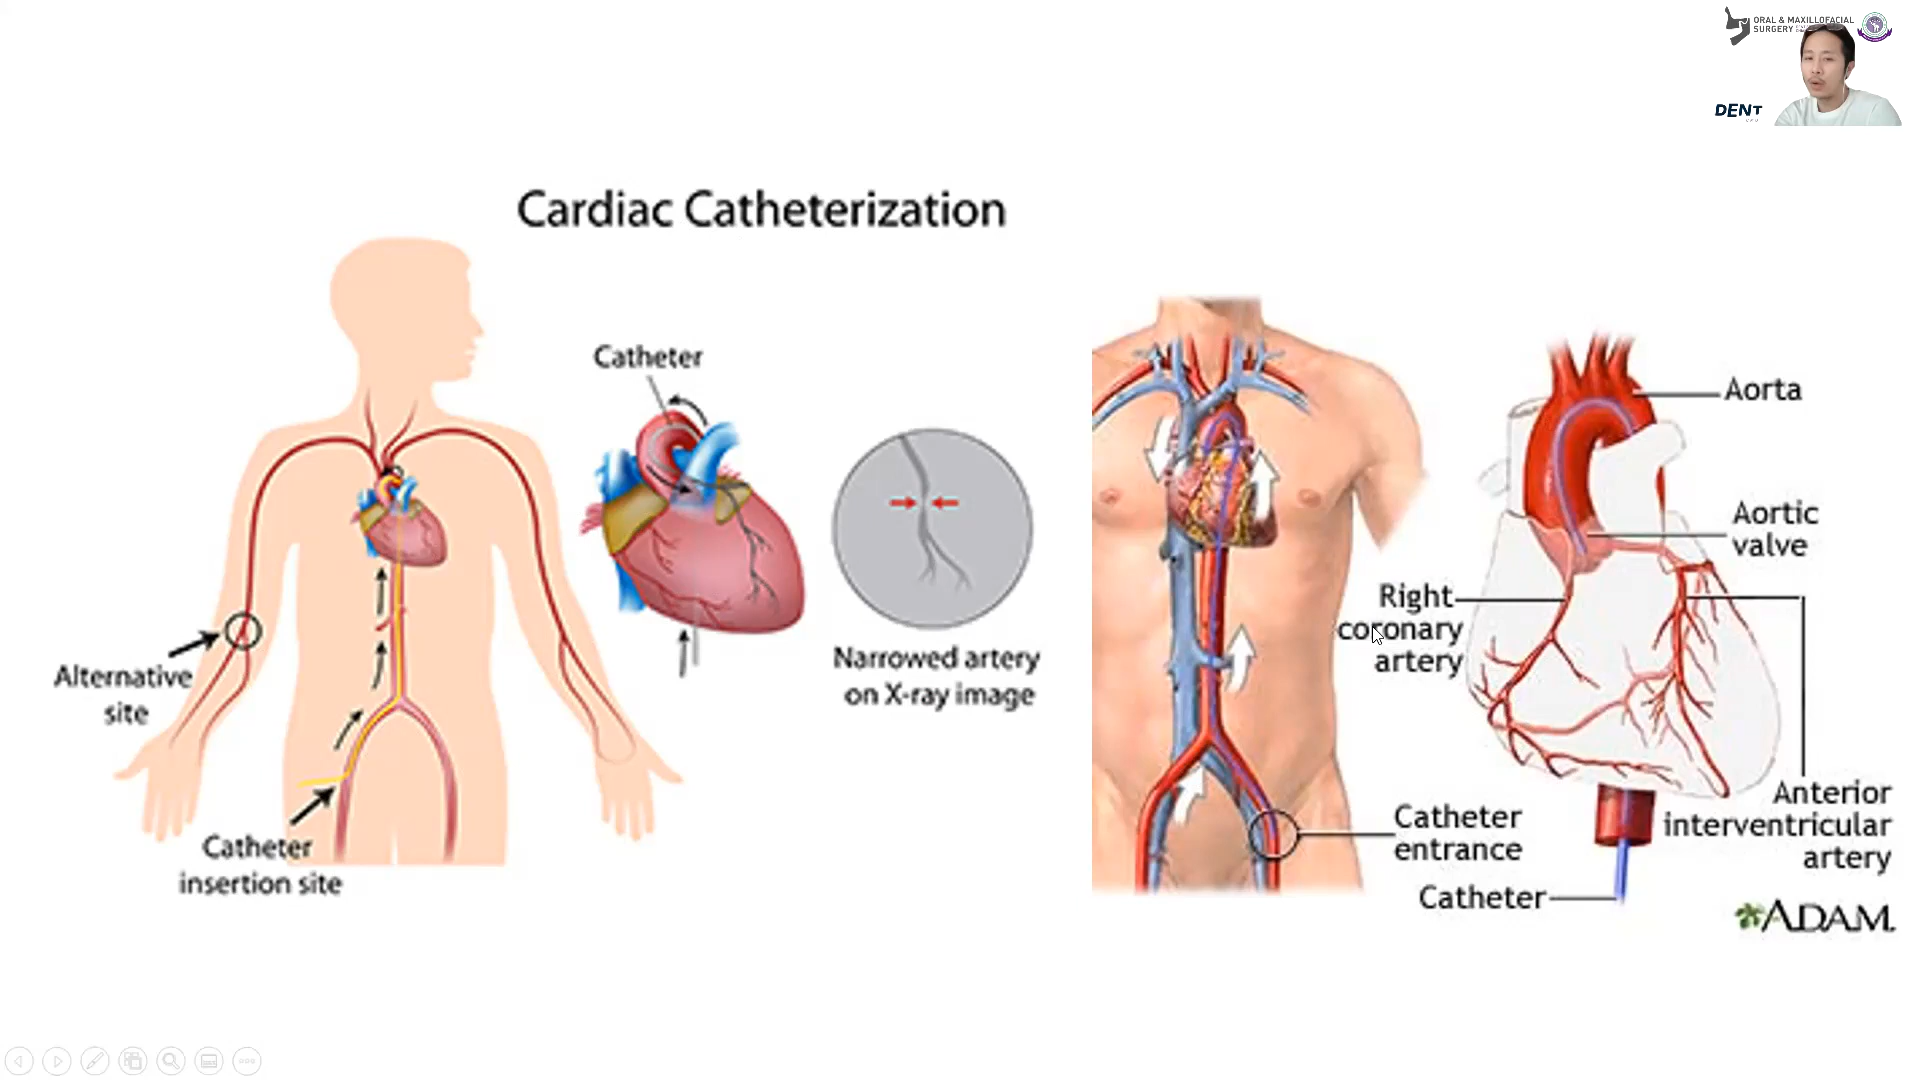 ORAL & MAXILLOFACIAL
SURGERY
DENT
Cardiac Catheterization
Catheter
Narrowed artery
on X-ray image
Alternative
site
Catheter
insertion site
Aorta
Aortic
valve
Right
coronary
artery
Anterior
interventricular
artery
Catheter
entrance
Catheter
ADAM.